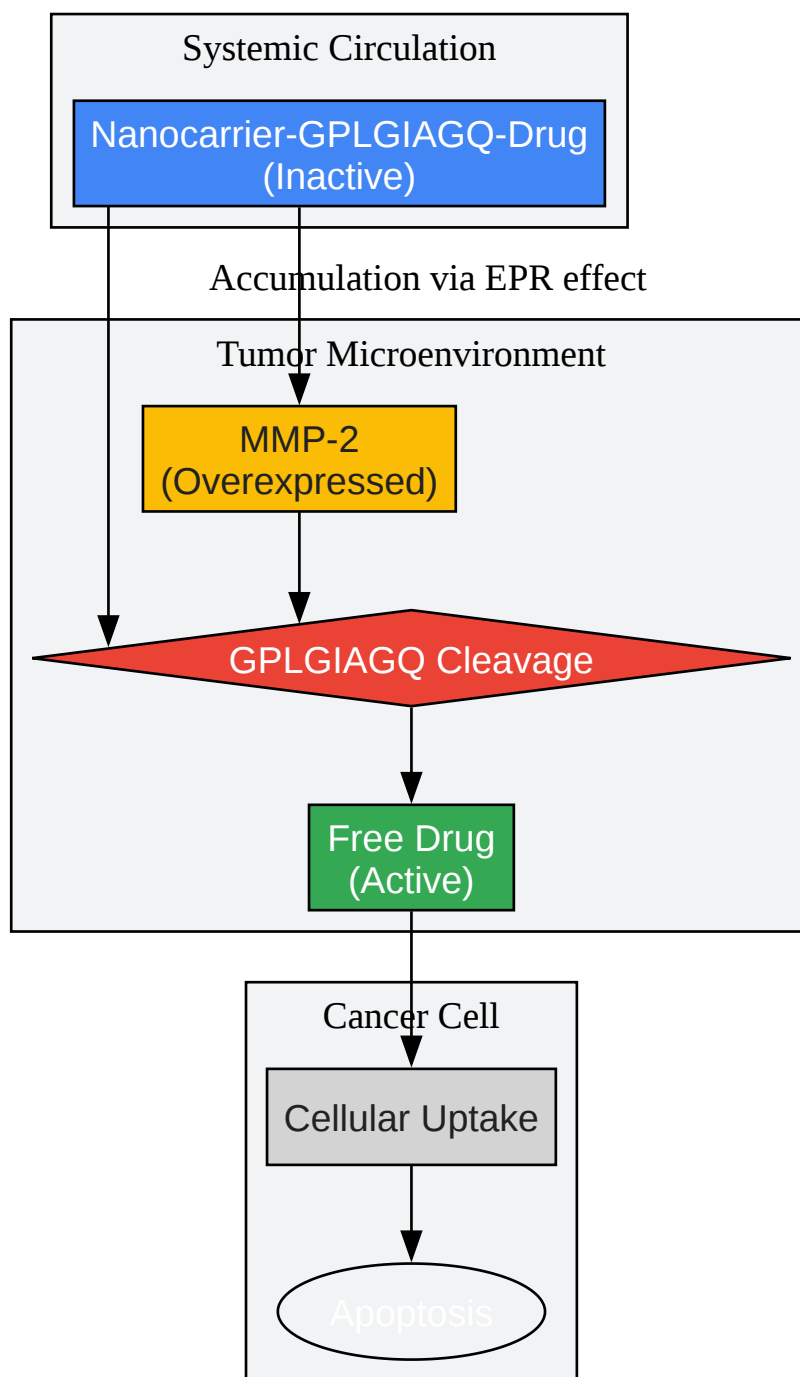 Systemic Circulation
Nanocarrier-GPLGIAGQ-Drug
(Inactive)
Accumulation via EPR effect
Tumor Microenvironment
MMP-2
(Overexpressed)
GPLGIAGQ Cleavage
Free Drug
(Active)
Cancer Cell
Cellular Uptake
Apoptosis